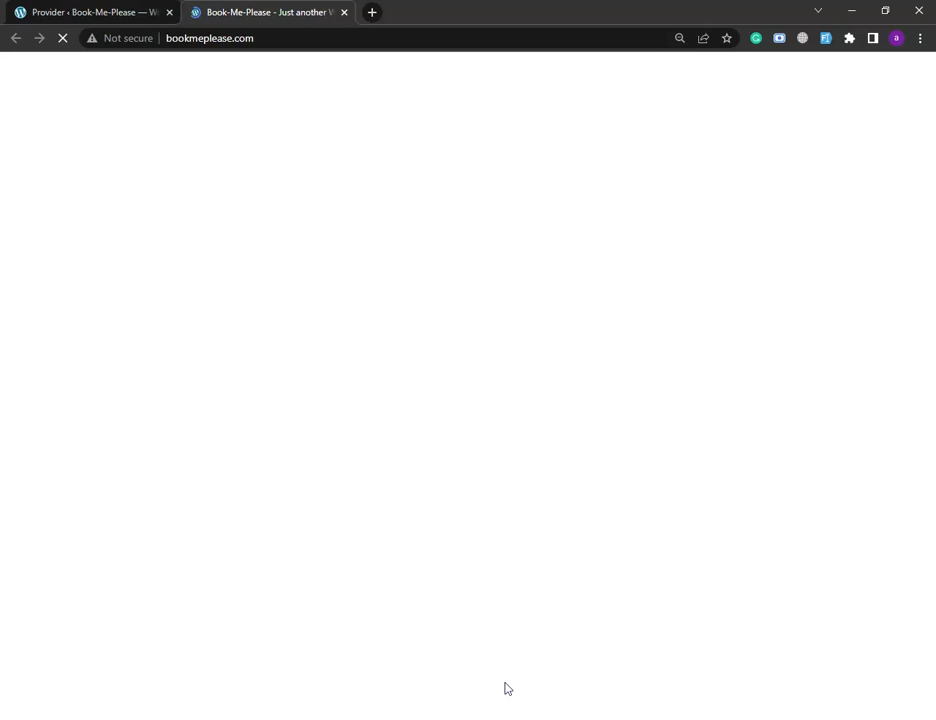 Provider ‹ Book-Me-Please — W
Book-Me-Please - Just another W
Not secure
bookmeplease.com
a